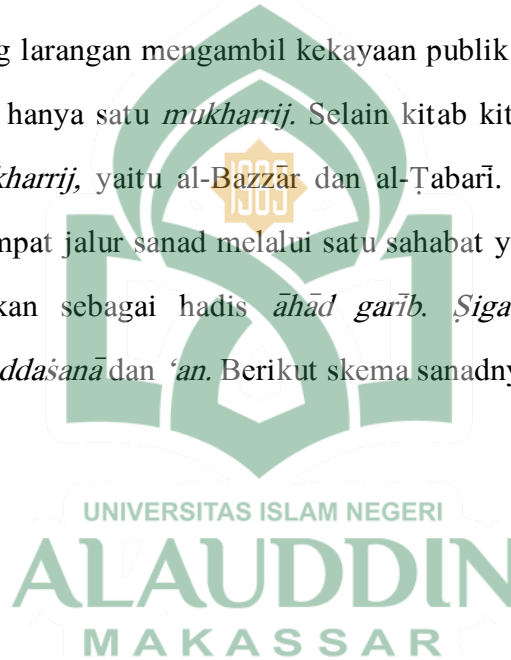 g larangan mengambil kekayaan publik
hanya satu mukharrij. Selain kitab kit
kharrij, yaitu al-Bazzār dan al-Ṭabarī.
mpat jalur sanad melalui satu sahabat y
kan sebagai hadis āhād garīb. Ṣiga
ddaṡanā dan ‘an. Berikut skema sanadny
1965
UNIVERSITAS ISLAM NEGERI
ALAUDDIN
MAKASSAR